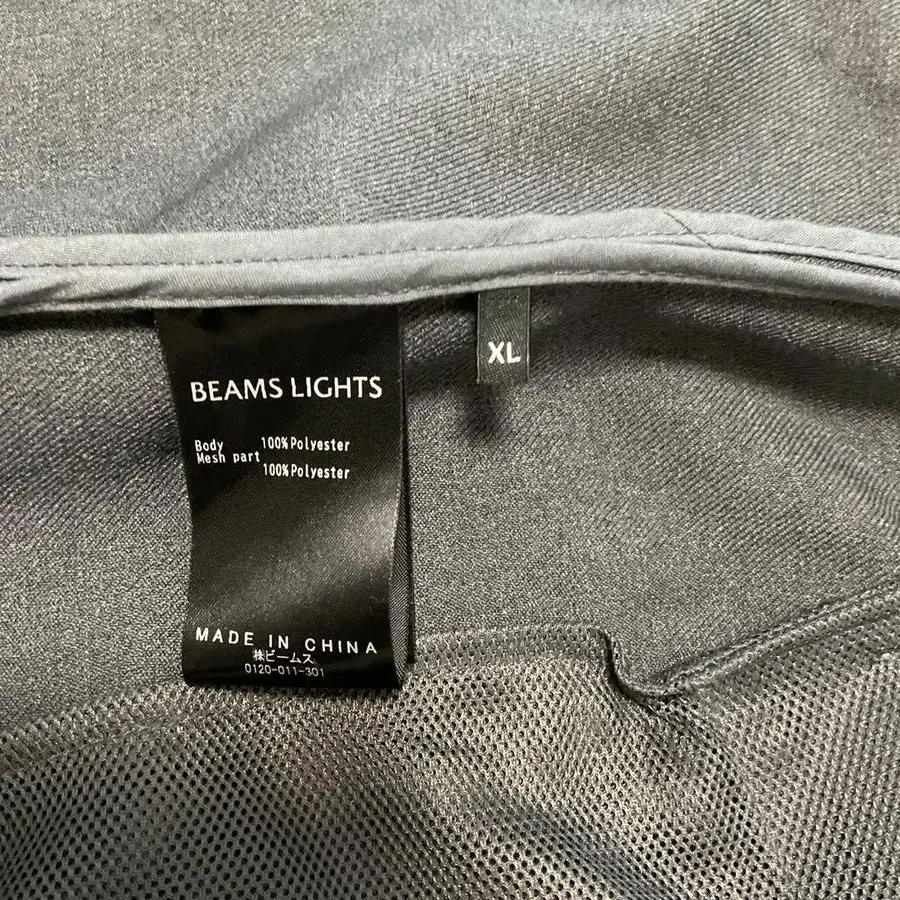 BEAMS LIGHTS
XL
Body 100%Polyester
Mesh part
100%Polyester
MADE IN CHINA
㈱ビームス
0120-011-301